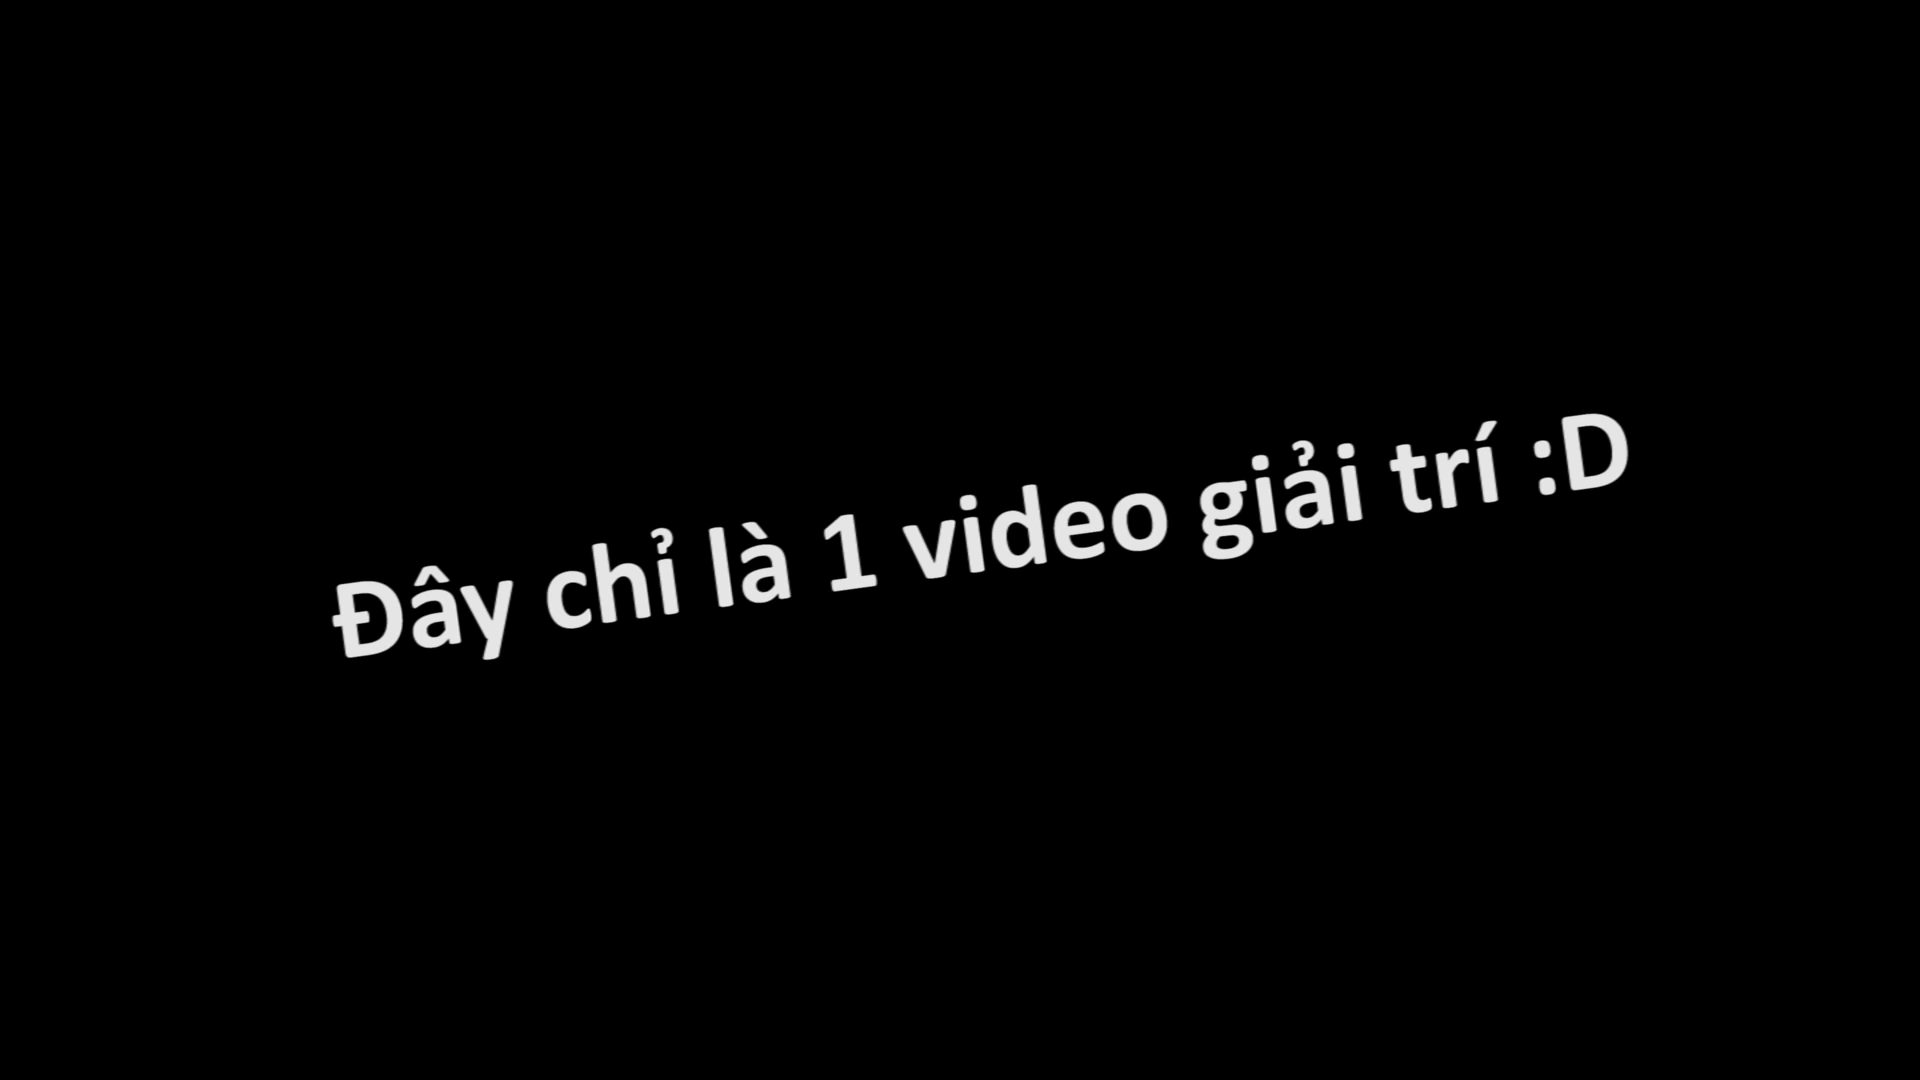 Đây chỉ là 1 video giải trí :D